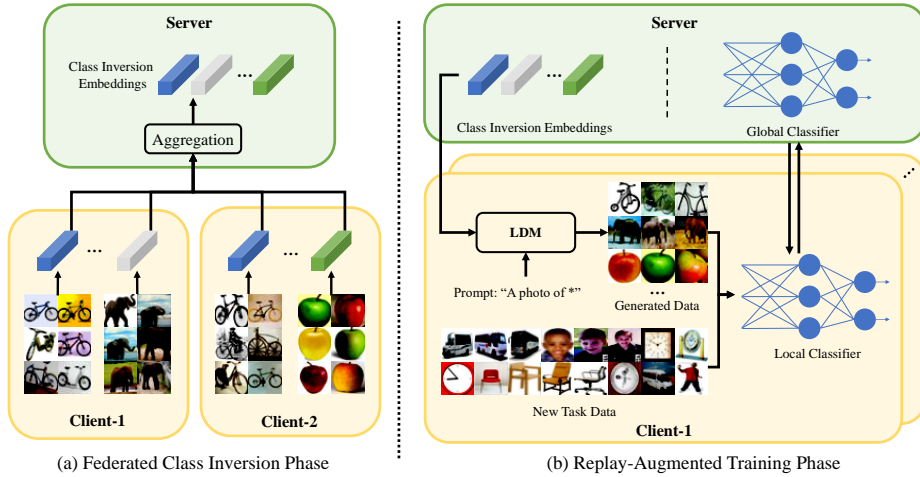 Server
Class Inversion
Embeddings
...
Aggregation
...
...
Client-1
Client-2
(a) Federated Class Inversion Phase
Server
...
Class Inversion Embeddings
Global Classifier
...
LDM
Prompt: “A photo of *”
...
Generated Data
Local Classifier
New Task Data
Client-1
(b) Replay-Augmented Training Phase